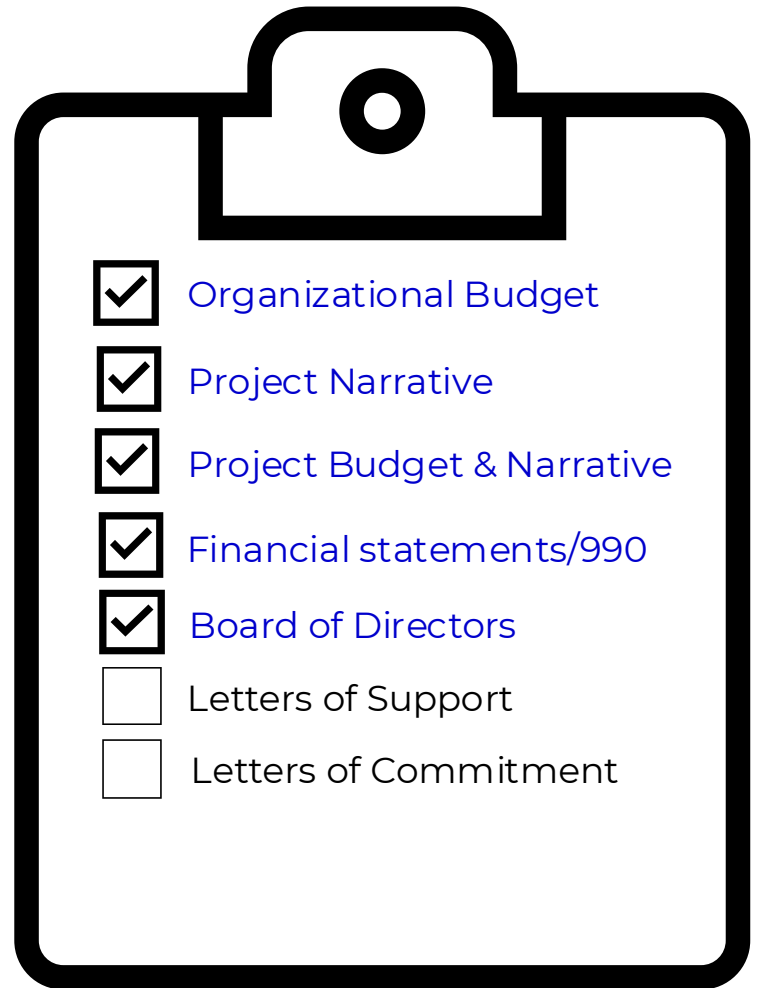 Organizational Budget
Project Narrative
Project Budget & Narrative
Financial statements/990
Board of Directors
Letters of Support
Letters of Commitment